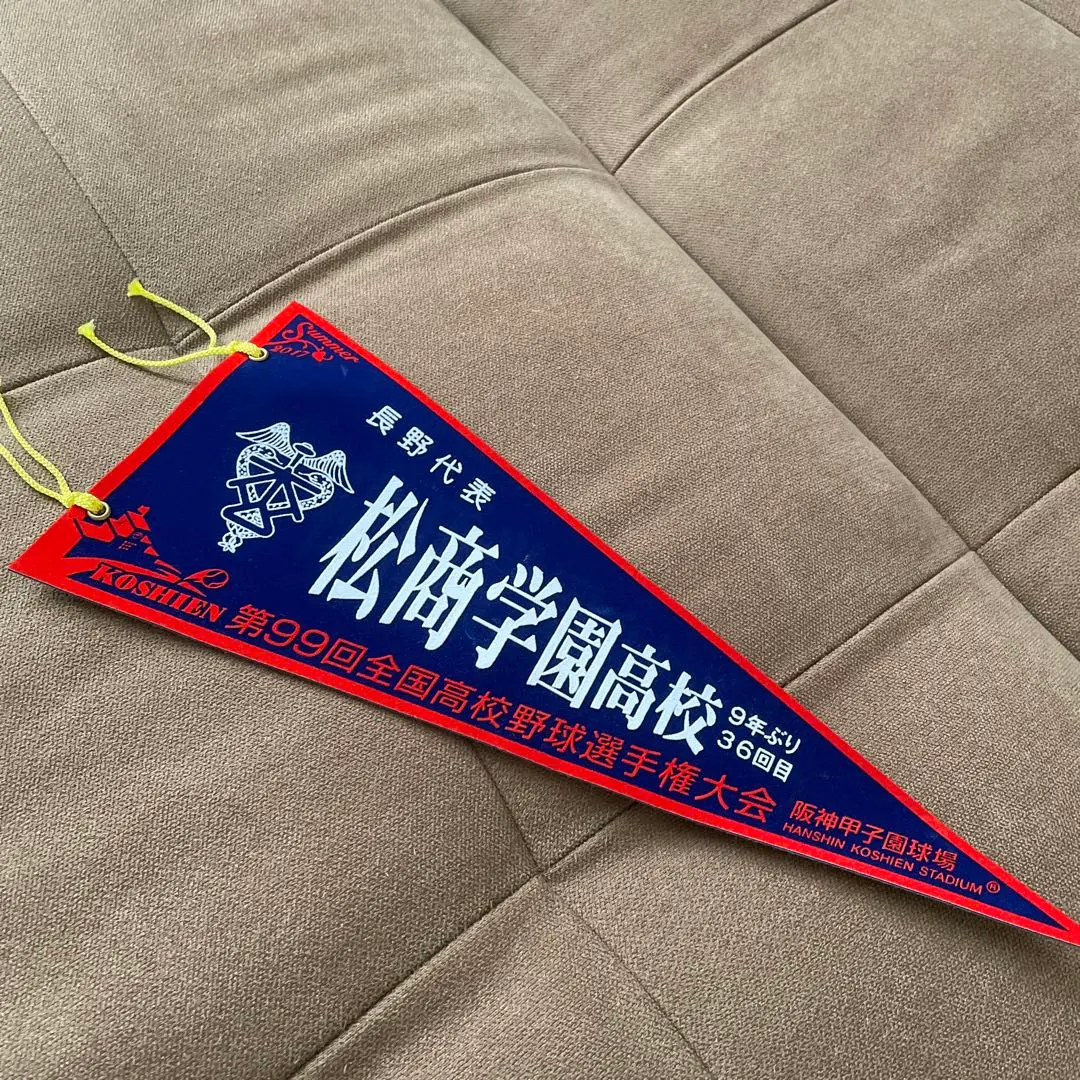 Summer
2017
長野代表
松商学園高校
9年ぶり
36回目
KOSHIEN
第99回全国高校野球選手権大会
阪神甲子園球場
HANSHIN KOSHIEN STADIUM®